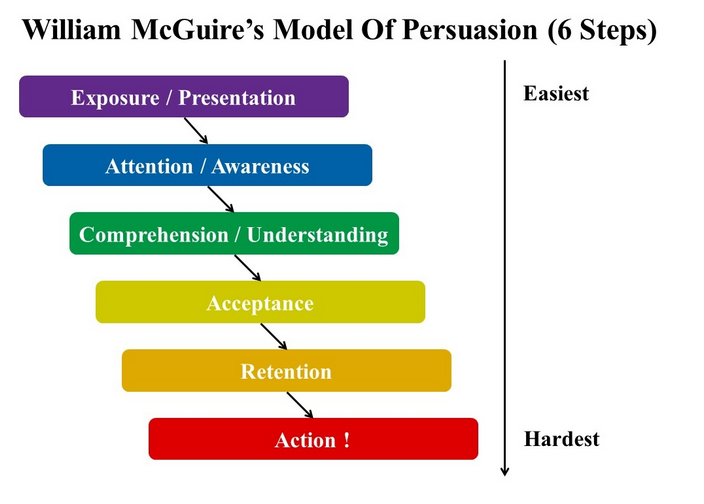 William McGuire’s Model Of Persuasion (6 Steps)
Exposure / Presentation
Easiest
Attention / Awareness
Comprehension / Understanding
Acceptance
Retention
Action !
Hardest